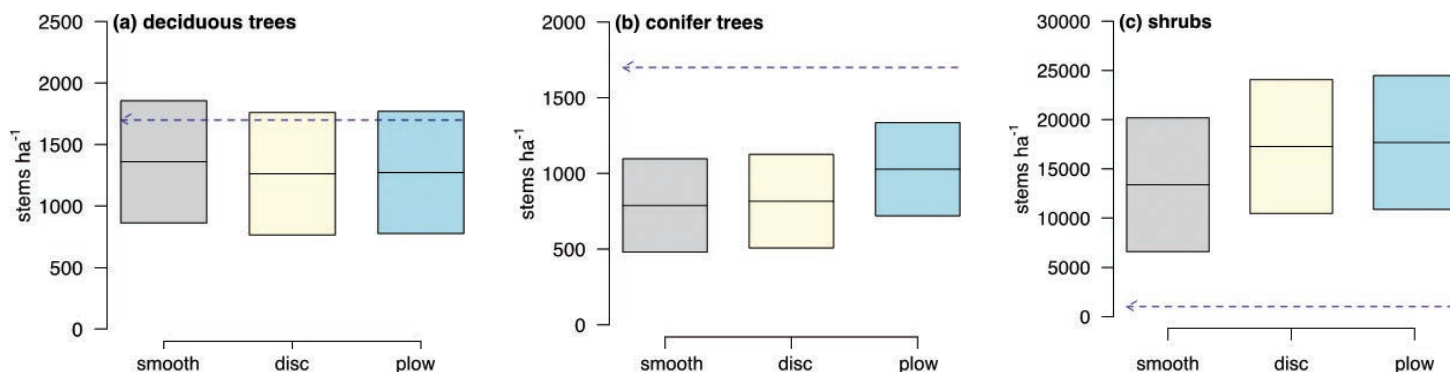 (a) deciduous trees
2500
2000
1500
1000
500
0
stems ha⁻¹
smooth disc plow
(b) conifer trees
2000
1500
1000
500
0
stems ha⁻¹
smooth disc plow
(c) shrubs
30000
25000
20000
15000
10000
5000
0
stems ha⁻¹
smooth disc plow